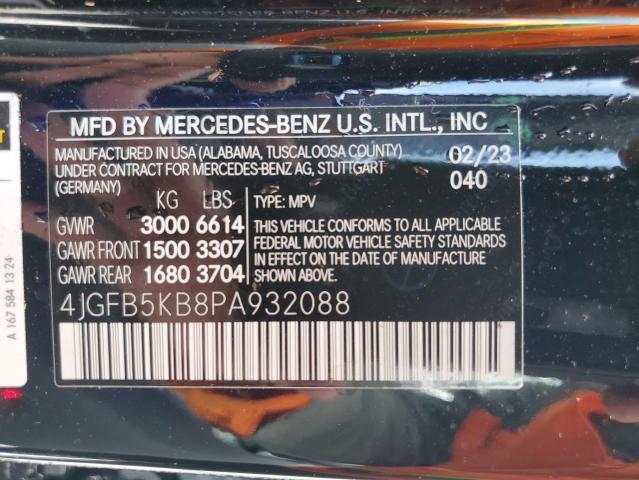 MFD BY MERCEDES-BENZ U.S. INTL., INC
MANUFACTURED IN USA (ALABAMA, TUSCALOOSA COUNTY) 02/23
UNDER CONTRACT FOR MERCEDES-BENZ AG, STUTTGART 040
(GERMANY)
KG LBS TYPE: MPV
GVWR 3000 6614
GAWR FRONT 1500 3307
GAWR REAR 1680 3704
THIS VEHICLE CONFORMS TO ALL APPLICABLE
FEDERAL MOTOR VEHICLE SAFETY STANDARDS
IN EFFECT ON THE DATE OF MANUFACTURE
SHOWN ABOVE.
4JGFB5KB8PA932088
A 167 584 13 24